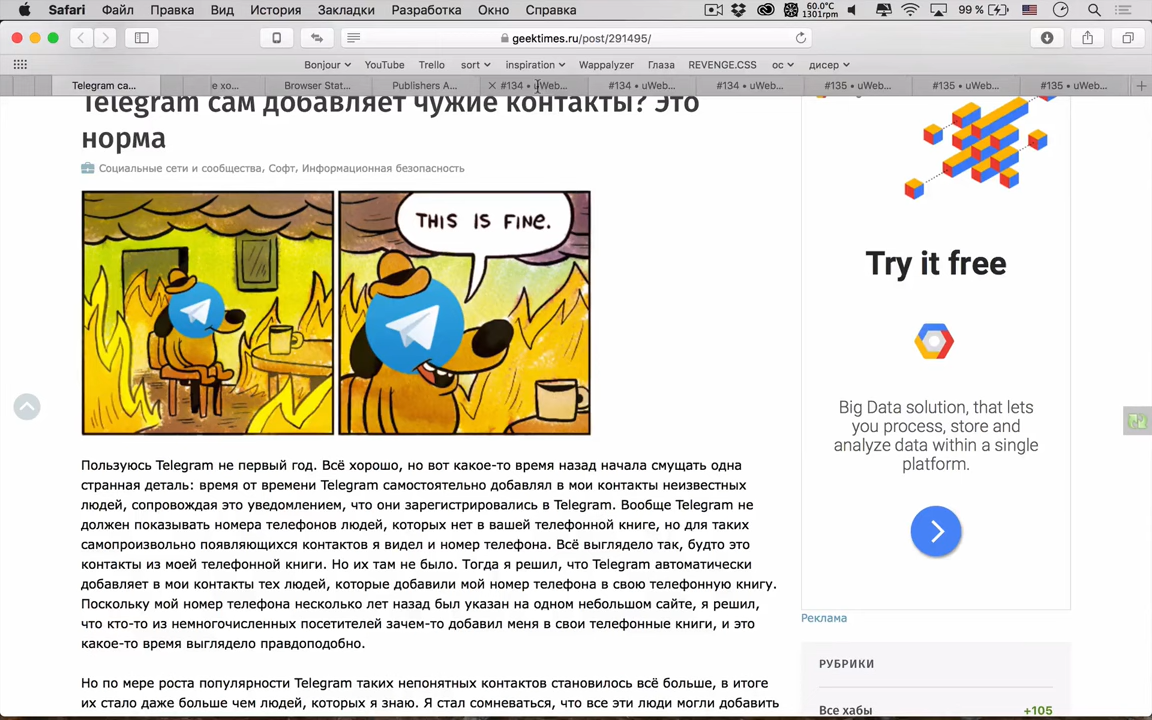 Safari Файл Правка Вид История Закладки Разработка Окно Справка 60.0°C 1301rpm 99 %
geektimes.ru/post/291495/
Bonjour YouTube Trello sort inspiration Wappalyzer Глаза REVENGE.CSS ос дисер
Telegram са... е хо... Browser Stat... Publishers A... #134 • uWeb... #134 • uWeb... #134 • uWeb... #135 • uWeb... #135 • uWeb... #135 • uWeb...
Telegram сам добавляет чужие контакты? Это
норма
Социальные сети и сообщества, Софт, Информационная безопасность
THIS IS FINE.
Пользуюсь Telegram не первый год. Всё хорошо, но вот какое-то время назад начала смущать одна
странная деталь: время от времени Telegram самостоятельно добавлял в мои контакты неизвестных
людей, сопровождая это уведомлением, что они зарегистрировались в Telegram. Вообще Telegram не
должен показывать номера телефонов людей, которых нет в вашей телефонной книге, но для таких
самопроизвольно появляющихся контактов я видел и номер телефона. Всё выглядело так, будто это
контакты из моей телефонной книги. Но их там не было. Тогда я решил, что Telegram автоматически
добавляет в мои контакты тех людей, которые добавили мой номер телефона в свою телефонную книгу.
Поскольку мой номер телефона несколько лет назад был указан на одном небольшом сайте, я решил,
что кто-то из немногочисленных посетителей зачем-то добавил меня в свои телефонные книги, и это
какое-то время выглядело правдоподобно.
Но по мере роста популярности Telegram таких непонятных контактов становилось всё больше, в итоге
их стало даже больше чем людей, которых я знаю. Я стал сомневаться, что все эти люди могли добавить
Try it free
Big Data solution, that lets
you process, store and
analyze data within a single
platform.
Реклама
РУБРИКИ
Все хабы +105